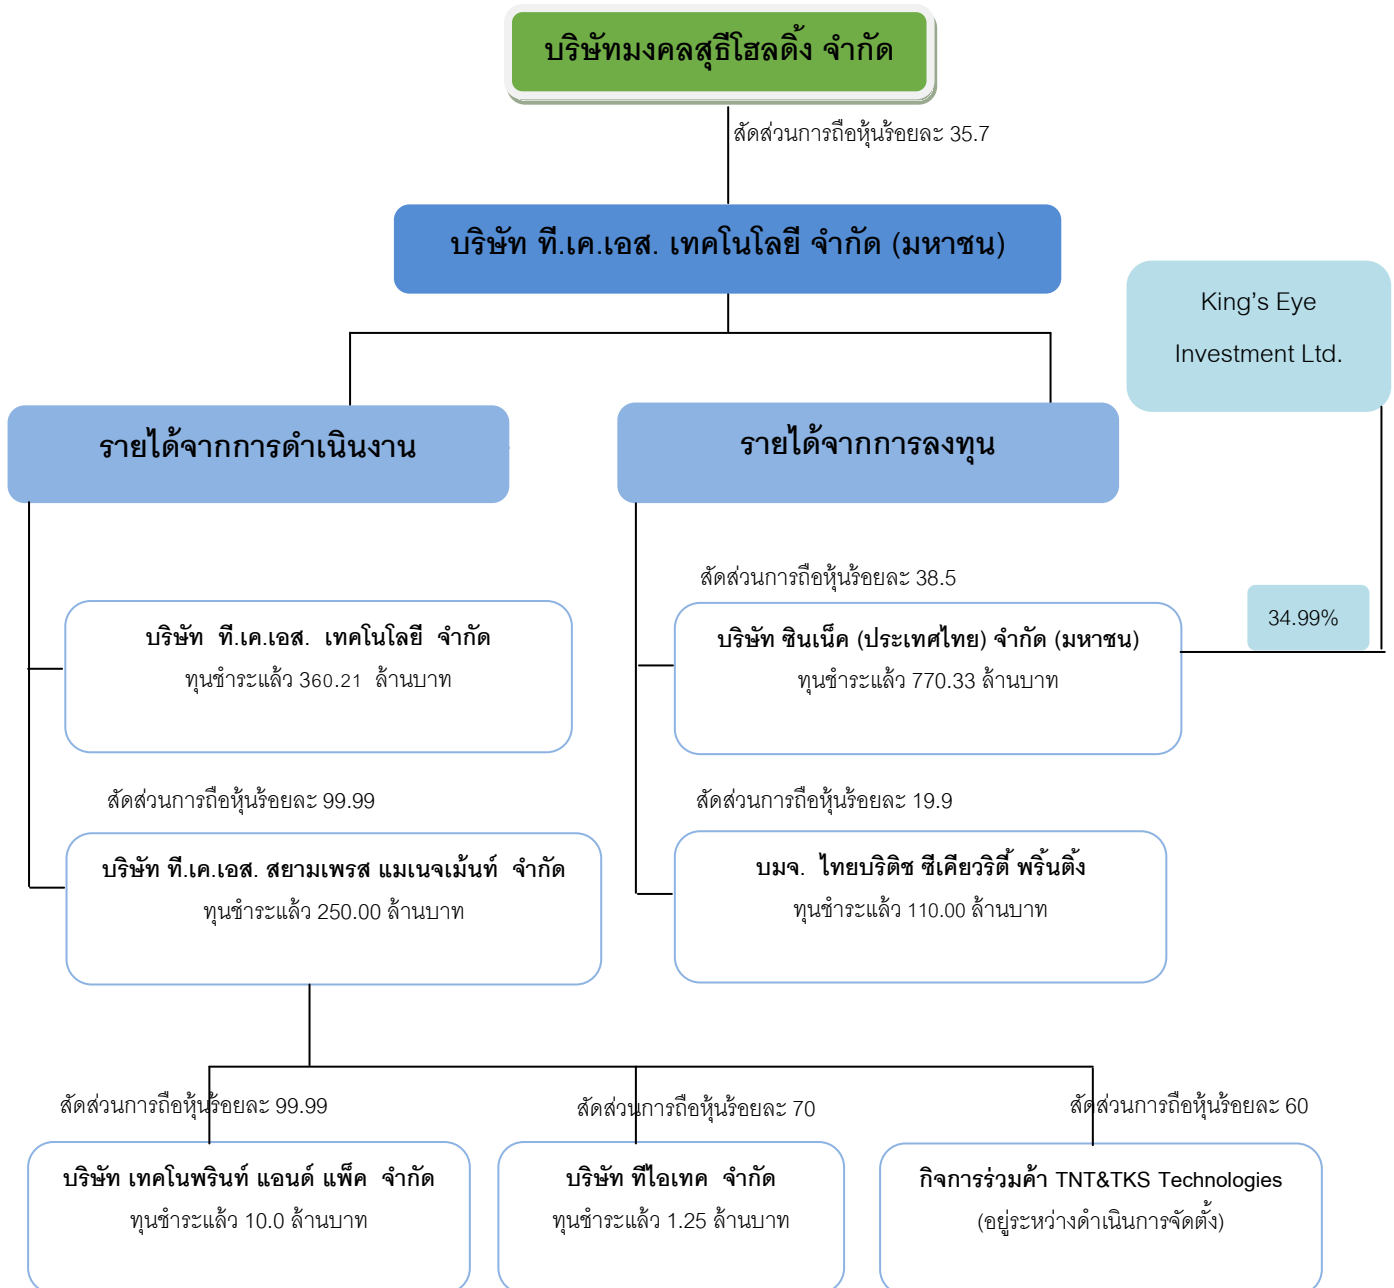 บริษัทมงคลสุธีโฮลดิ้ง จำกัด
สัดส่วนการถือหุ้นร้อยละ 35.7
บริษัท ที.เค.เอส. เทคโนโลยี จำกัด (มหาชน)
King's Eye
Investment Ltd.
รายได้จากการดำเนินงาน
รายได้จากการลงทุน
สัดส่วนการถือหุ้นร้อยละ 38.5
34.99%
บริษัท ที.เค.เอส. เทคโนโลยี จำกัด
ทุนชำระแล้ว 360.21 ล้านบาท
บริษัท ซินเน็ค (ประเทศไทย) จำกัด (มหาชน)
ทุนชำระแล้ว 770.33 ล้านบาท
สัดส่วนการถือหุ้นร้อยละ 99.99
สัดส่วนการถือหุ้นร้อยละ 19.9
บริษัท ที.เค.เอส. สยามเพรส แมเนจเม้นท์ จำกัด
ทุนชำระแล้ว 250.00 ล้านบาท
บมจ. ไทยบริติช ซีเคียวริตี้ พริ้นติ้ง
ทุนชำระแล้ว 110.00 ล้านบาท
สัดส่วนการถือหุ้นร้อยละ 99.99
สัดส่วนการถือหุ้นร้อยละ 70
สัดส่วนการถือหุ้นร้อยละ 60
บริษัท เทคโนพรินท์ แอนด์ แพ็ค จำกัด
ทุนชำระแล้ว 10.0 ล้านบาท
บริษัท ทีไอเทค จำกัด
ทุนชำระแล้ว 1.25 ล้านบาท
กิจการร่วมค้า TNT&TKS Technologies
(อยู่ระหว่างดำเนินการจัดตั้ง)